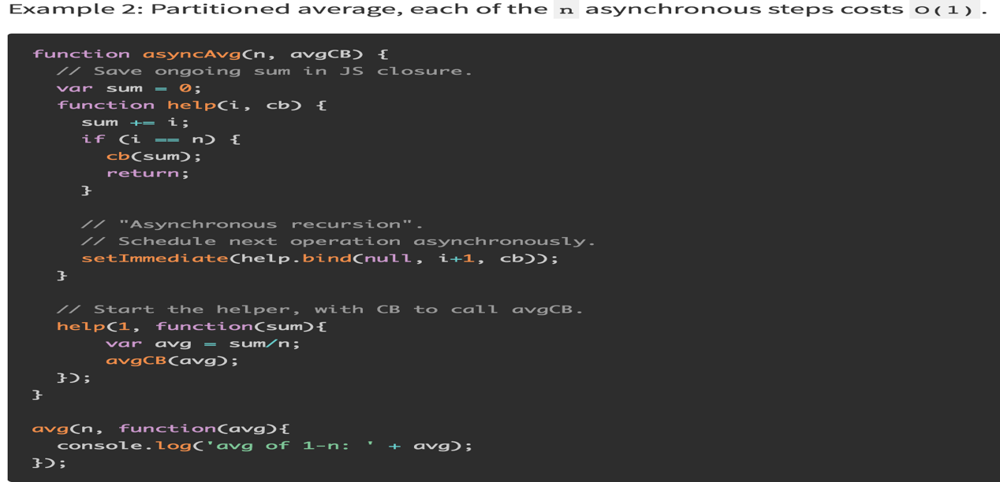 Example 2: Partitioned average, each of the n asynchronous steps costs O(1).
function asyncAvg(n, avgCB) {
  // Save ongoing sum in JS closure.
  var sum = 0;
  function help(i, cb) {
    sum += i;
    if (i == n) {
      cb(sum);
      return;
    }

    // "Asynchronous recursion".
    // Schedule next operation asynchronously.
    setImmediate(help.bind(null, i+1, cb));
  }

  // Start the helper, with CB to call avgCB.
  help(1, function(sum){
      var avg = sum/n;
      avgCB(avg);
  });
}

avg(n, function(avg){
  console.log('avg of 1-n: ' + avg);
});